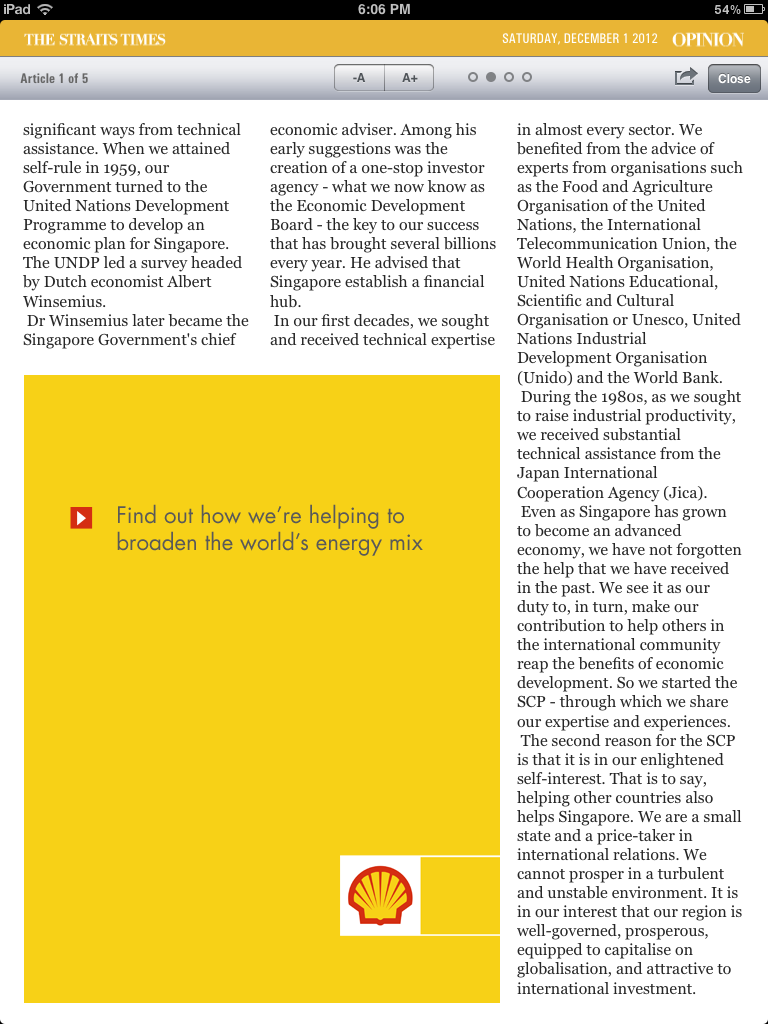 iPad
6:06 PM
54%
THE STRAITS TIMES
SATURDAY, DECEMBER 1 2012
OPINION
Article 1 of 5
-A
A+
Close
significant ways from technical
assistance. When we attained
self-rule in 1959, our
Government turned to the
United Nations Development
Programme to develop an
economic plan for Singapore.
The UNDP led a survey headed
by Dutch economist Albert
Winsemius.
Dr Winsemius later became the
Singapore Government's chief
economic adviser. Among his
early suggestions was the
creation of a one-stop investor
agency - what we now know as
the Economic Development
Board - the key to our success
that has brought several billions
every year. He advised that
Singapore establish a financial
hub.
In our first decades, we sought
and received technical expertise
in almost every sector. We
benefited from the advice of
experts from organisations such
as the Food and Agriculture
Organisation of the United
Nations, the International
Telecommunication Union, the
World Health Organisation,
United Nations Educational,
Scientific and Cultural
Organisation or Unesco, United
Nations Industrial
Development Organisation
(Unido) and the World Bank.
During the 1980s, as we sought
to raise industrial productivity,
we received substantial
technical assistance from the
Japan International
Cooperation Agency (Jica).
Even as Singapore has grown
to become an advanced
economy, we have not forgotten
the help that we have received
in the past. We see it as our
duty to, in turn, make our
contribution to help others in
the international community
reap the benefits of economic
development. So we started the
SCP - through which we share
our expertise and experiences.
The second reason for the SCP
is that it is in our enlightened
self-interest. That is to say,
helping other countries also
helps Singapore. We are a small
state and a price-taker in
international relations. We
cannot prosper in a turbulent
and unstable environment. It is
in our interest that our region is
well-governed, prosperous,
equipped to capitalise on
globalisation, and attractive to
international investment.
Find out how we're helping to
broaden the world's energy mix